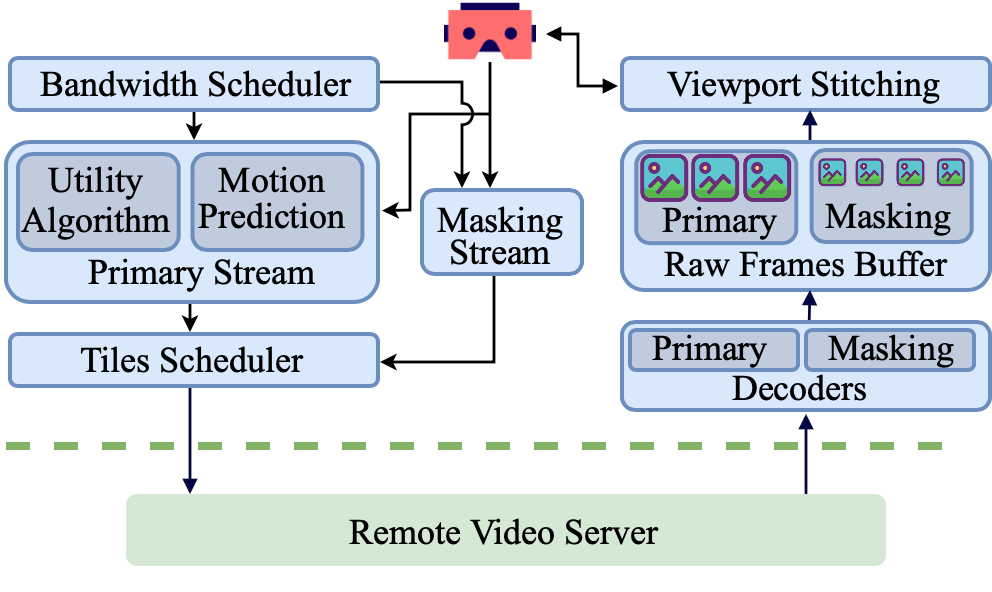 Bandwidth Scheduler
Utility
Algorithm
Motion
Prediction
Primary Stream
Masking
Stream
Tiles Scheduler
Viewport Stitching
Primary
Masking
Raw Frames Buffer
Primary
Masking
Decoders
Remote Video Server